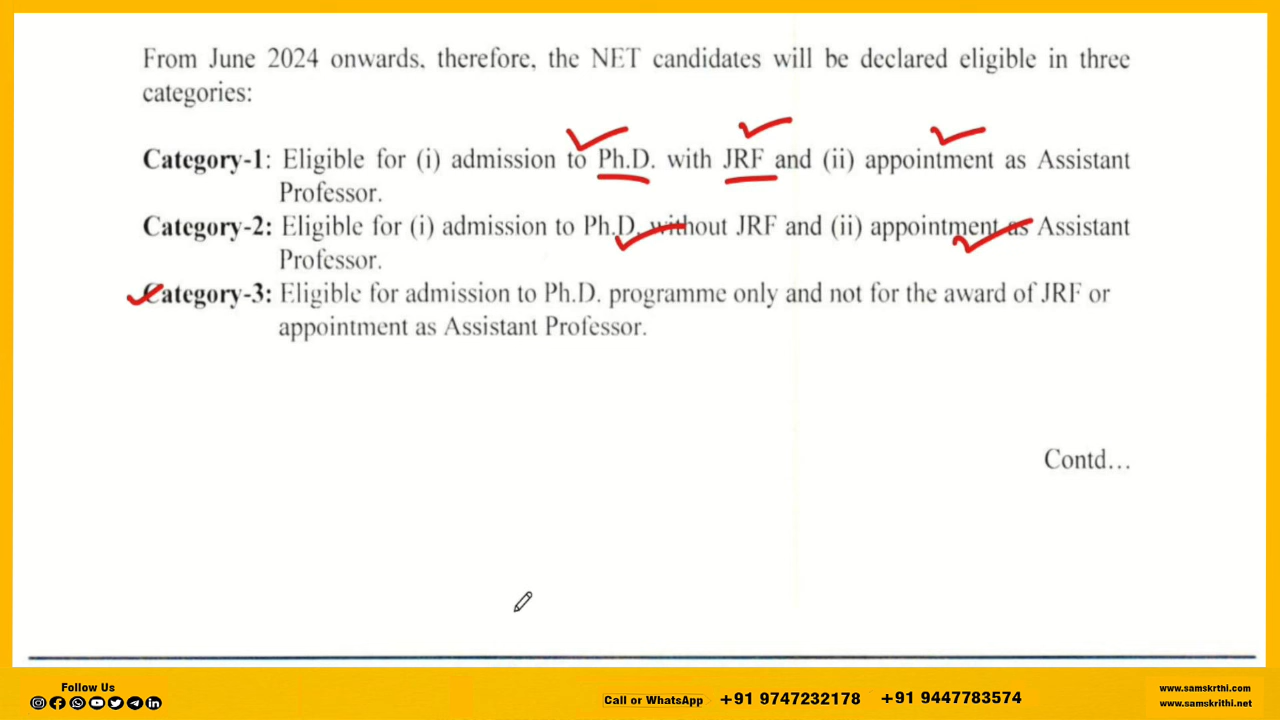 From June 2024 onwards, therefore, the NET candidates will be declared eligible in three
categories:
Category-1: Eligible for (i) admission to Ph.D. with JRF and (ii) appointment as Assistant
Professor.
Category-2: Eligible for (i) admission to Ph.D. without JRF and (ii) appointment as Assistant
Professor.
Category-3: Eligible for admission to Ph.D. programme only and not for the award of JRF or
appointment as Assistant Professor.
Contd...
Follow Us
Call or WhatsApp +91 9747232178 +91 9447783574
www.samskrthi.com
www.samskrithi.net